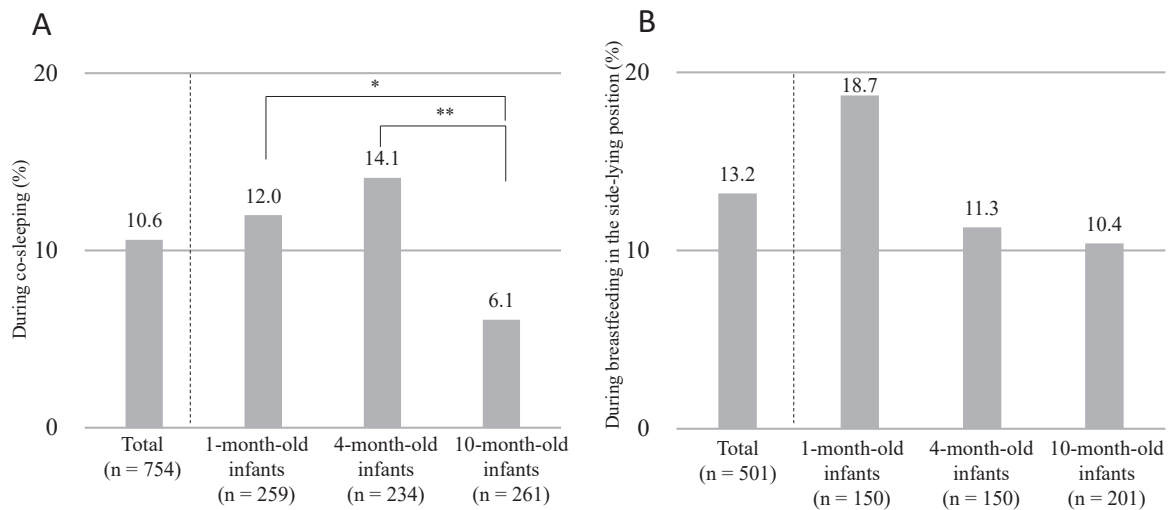 A
During co-sleeping (%)
20
10
0
*
**
10.6
12.0
14.1
6.1
Total
(n = 754)
1-month-old
infants
(n = 259)
4-month-old
infants
(n = 234)
10-month-old
infants
(n = 261)
B
During breastfeeding in the side-lying position (%)
20
10
0
13.2
18.7
11.3
10.4
Total
(n = 501)
1-month-old
infants
(n = 150)
4-month-old
infants
(n = 150)
10-month-old
infants
(n = 201)